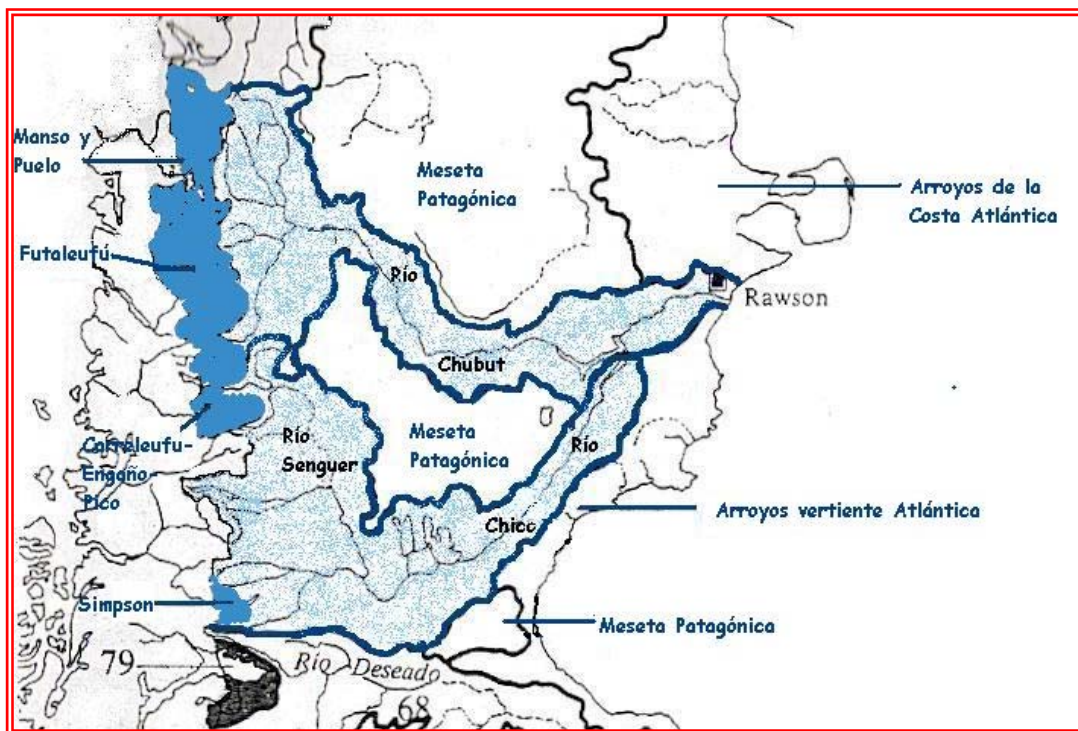 Manso y
Puelo
Meseta
Patagónica
Arroyos de la
Costa Atlántica
Futaleufú
Río
Rawson
Chubut
Carreleufu-
Engaño
Pico
Río
Senguer
Meseta
Patagónica
Río
Chico
Arroyos vertiente Atlántica
Simpson
Meseta Patagónica
79
Río Deseado
68